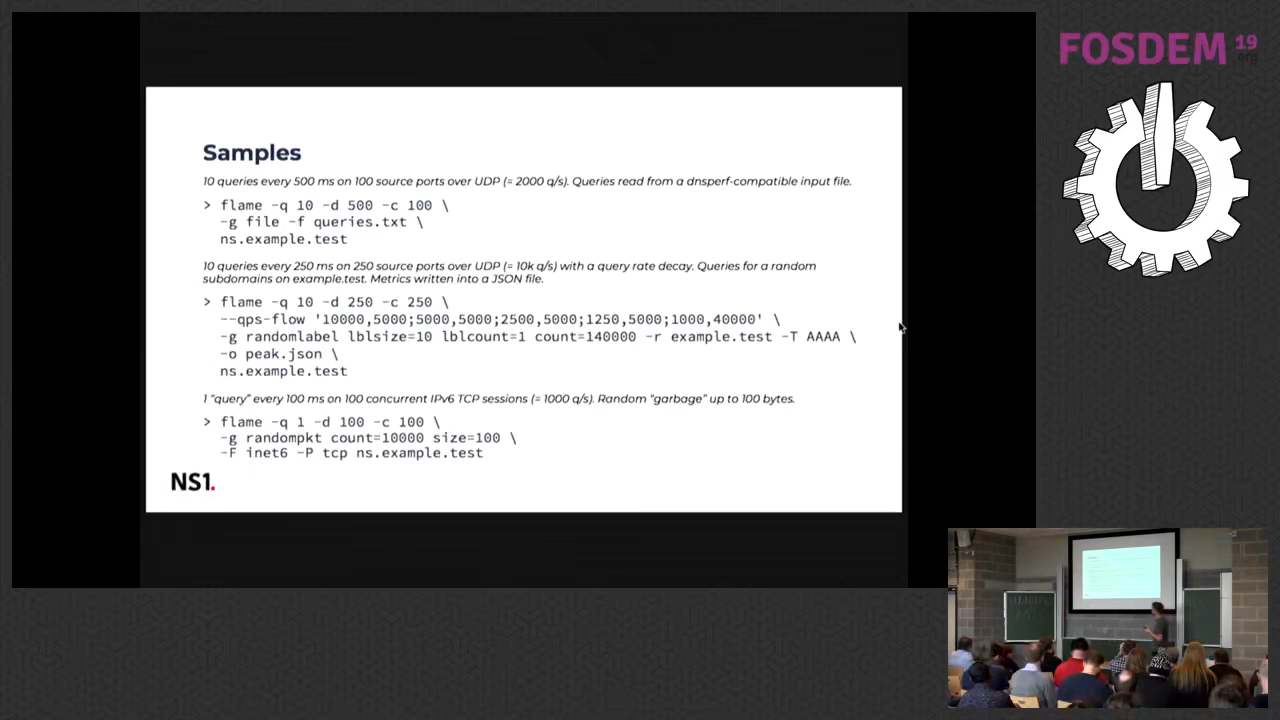 FOSDEM 19
.org
Samples
10 queries every 500 ms on 100 source ports over UDP (= 2000 q/s). Queries read from a dnsperf-compatible input file.
> flame -q 10 -d 500 -c 100 \
-g file -f queries.txt \
ns.example.test
10 queries every 250 ms on 250 source ports over UDP (= 10k q/s) with a query rate decay. Queries for a random
subdomains on example.test. Metrics written into a JSON file.
> flame -q 10 -d 250 -c 250 \
--qps-flow '10000,5000;5000,5000;2500,5000;1250,5000;1000,40000' \
-g randomlabel lblsize=10 lblcount=1 count=140000 -r example.test -T AAAA \
-o peak.json \
ns.example.test
1 "query" every 100 ms on 100 concurrent IPv6 TCP sessions (= 1000 q/s). Random "garbage" up to 100 bytes.
> flame -q 1 -d 100 -c 100 \
-g randompkt count=10000 size=100 \
-F inet6 -P tcp ns.example.test
NS1.